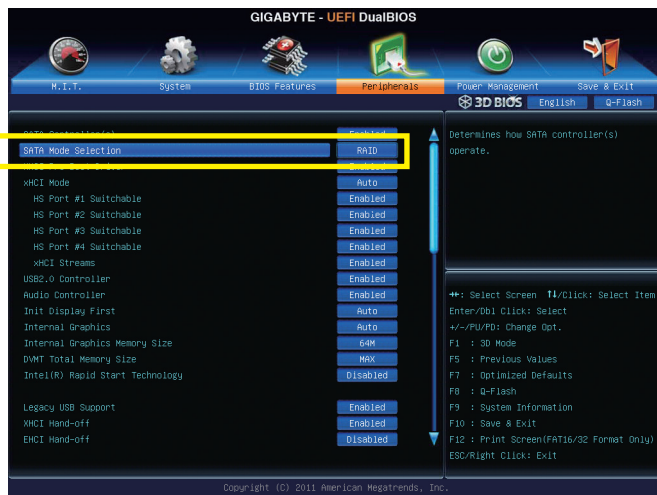 GIGABYTE - UEFI DualBIOS
M.I.T. System BIOS Features Peripherals Power Management Save & Exit
3D BIOS English Q-Flash
SATA Controller(s) Enabled
SATA Mode Selection RAID
Enabled
xHCI Mode Auto
HS Port #1 Switchable Enabled
HS Port #2 Switchable Enabled
HS Port #3 Switchable Enabled
HS Port #4 Switchable Enabled
xHCI Streams Enabled
USB2.0 Controller Enabled
Audio Controller Enabled
Init Display First Auto
Internal Graphics Auto
Internal Graphics Memory Size 64M
DVMT Total Memory Size MAX
Intel(R) Rapid Start Technology Disabled
Legacy USB Support Enabled
XHCI Hand-off Enabled
EHCI Hand-off Disabled
Determines how SATA controller(s)
operate.
→←: Select Screen ↑↓/Click: Select Item
Enter/Dbl Click: Select
+/-/PU/PD: Change Opt.
F1 : 3D Mode
F5 : Previous Values
F7 : Optimized Defaults
F8 : Q-Flash
F9 : System Information
F10 : Save & Exit
F12 : Print Screen(FAT16/32 Format Only)
ESC/Right Click: Exit
Copyright (C) 2011 American Megatrends, Inc.